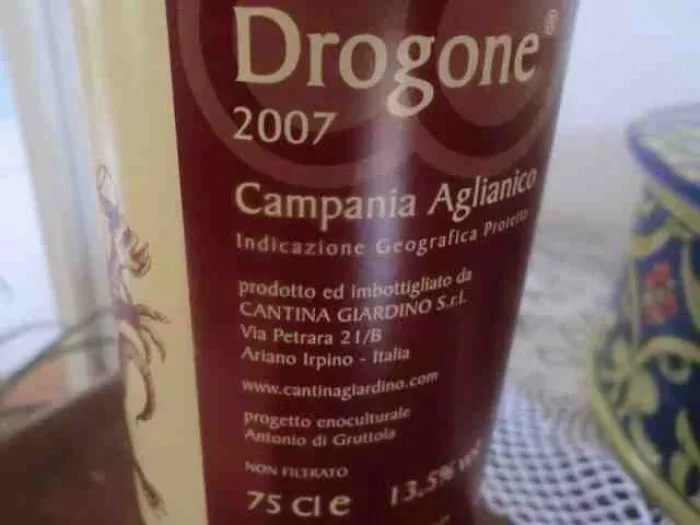 Drogone®
2007
Campania Aglianico
Indicazione Geografica Protetta
prodotto ed imbottigliato da
CANTINA GIARDINO S.r.l.
Via Petrara 21/B
Ariano Irpino - Italia
www.cantinagiardino.com
progetto enoculturale
Antonio di Gruttola
NON FILTRATO
75 Cl e 13.5% vol